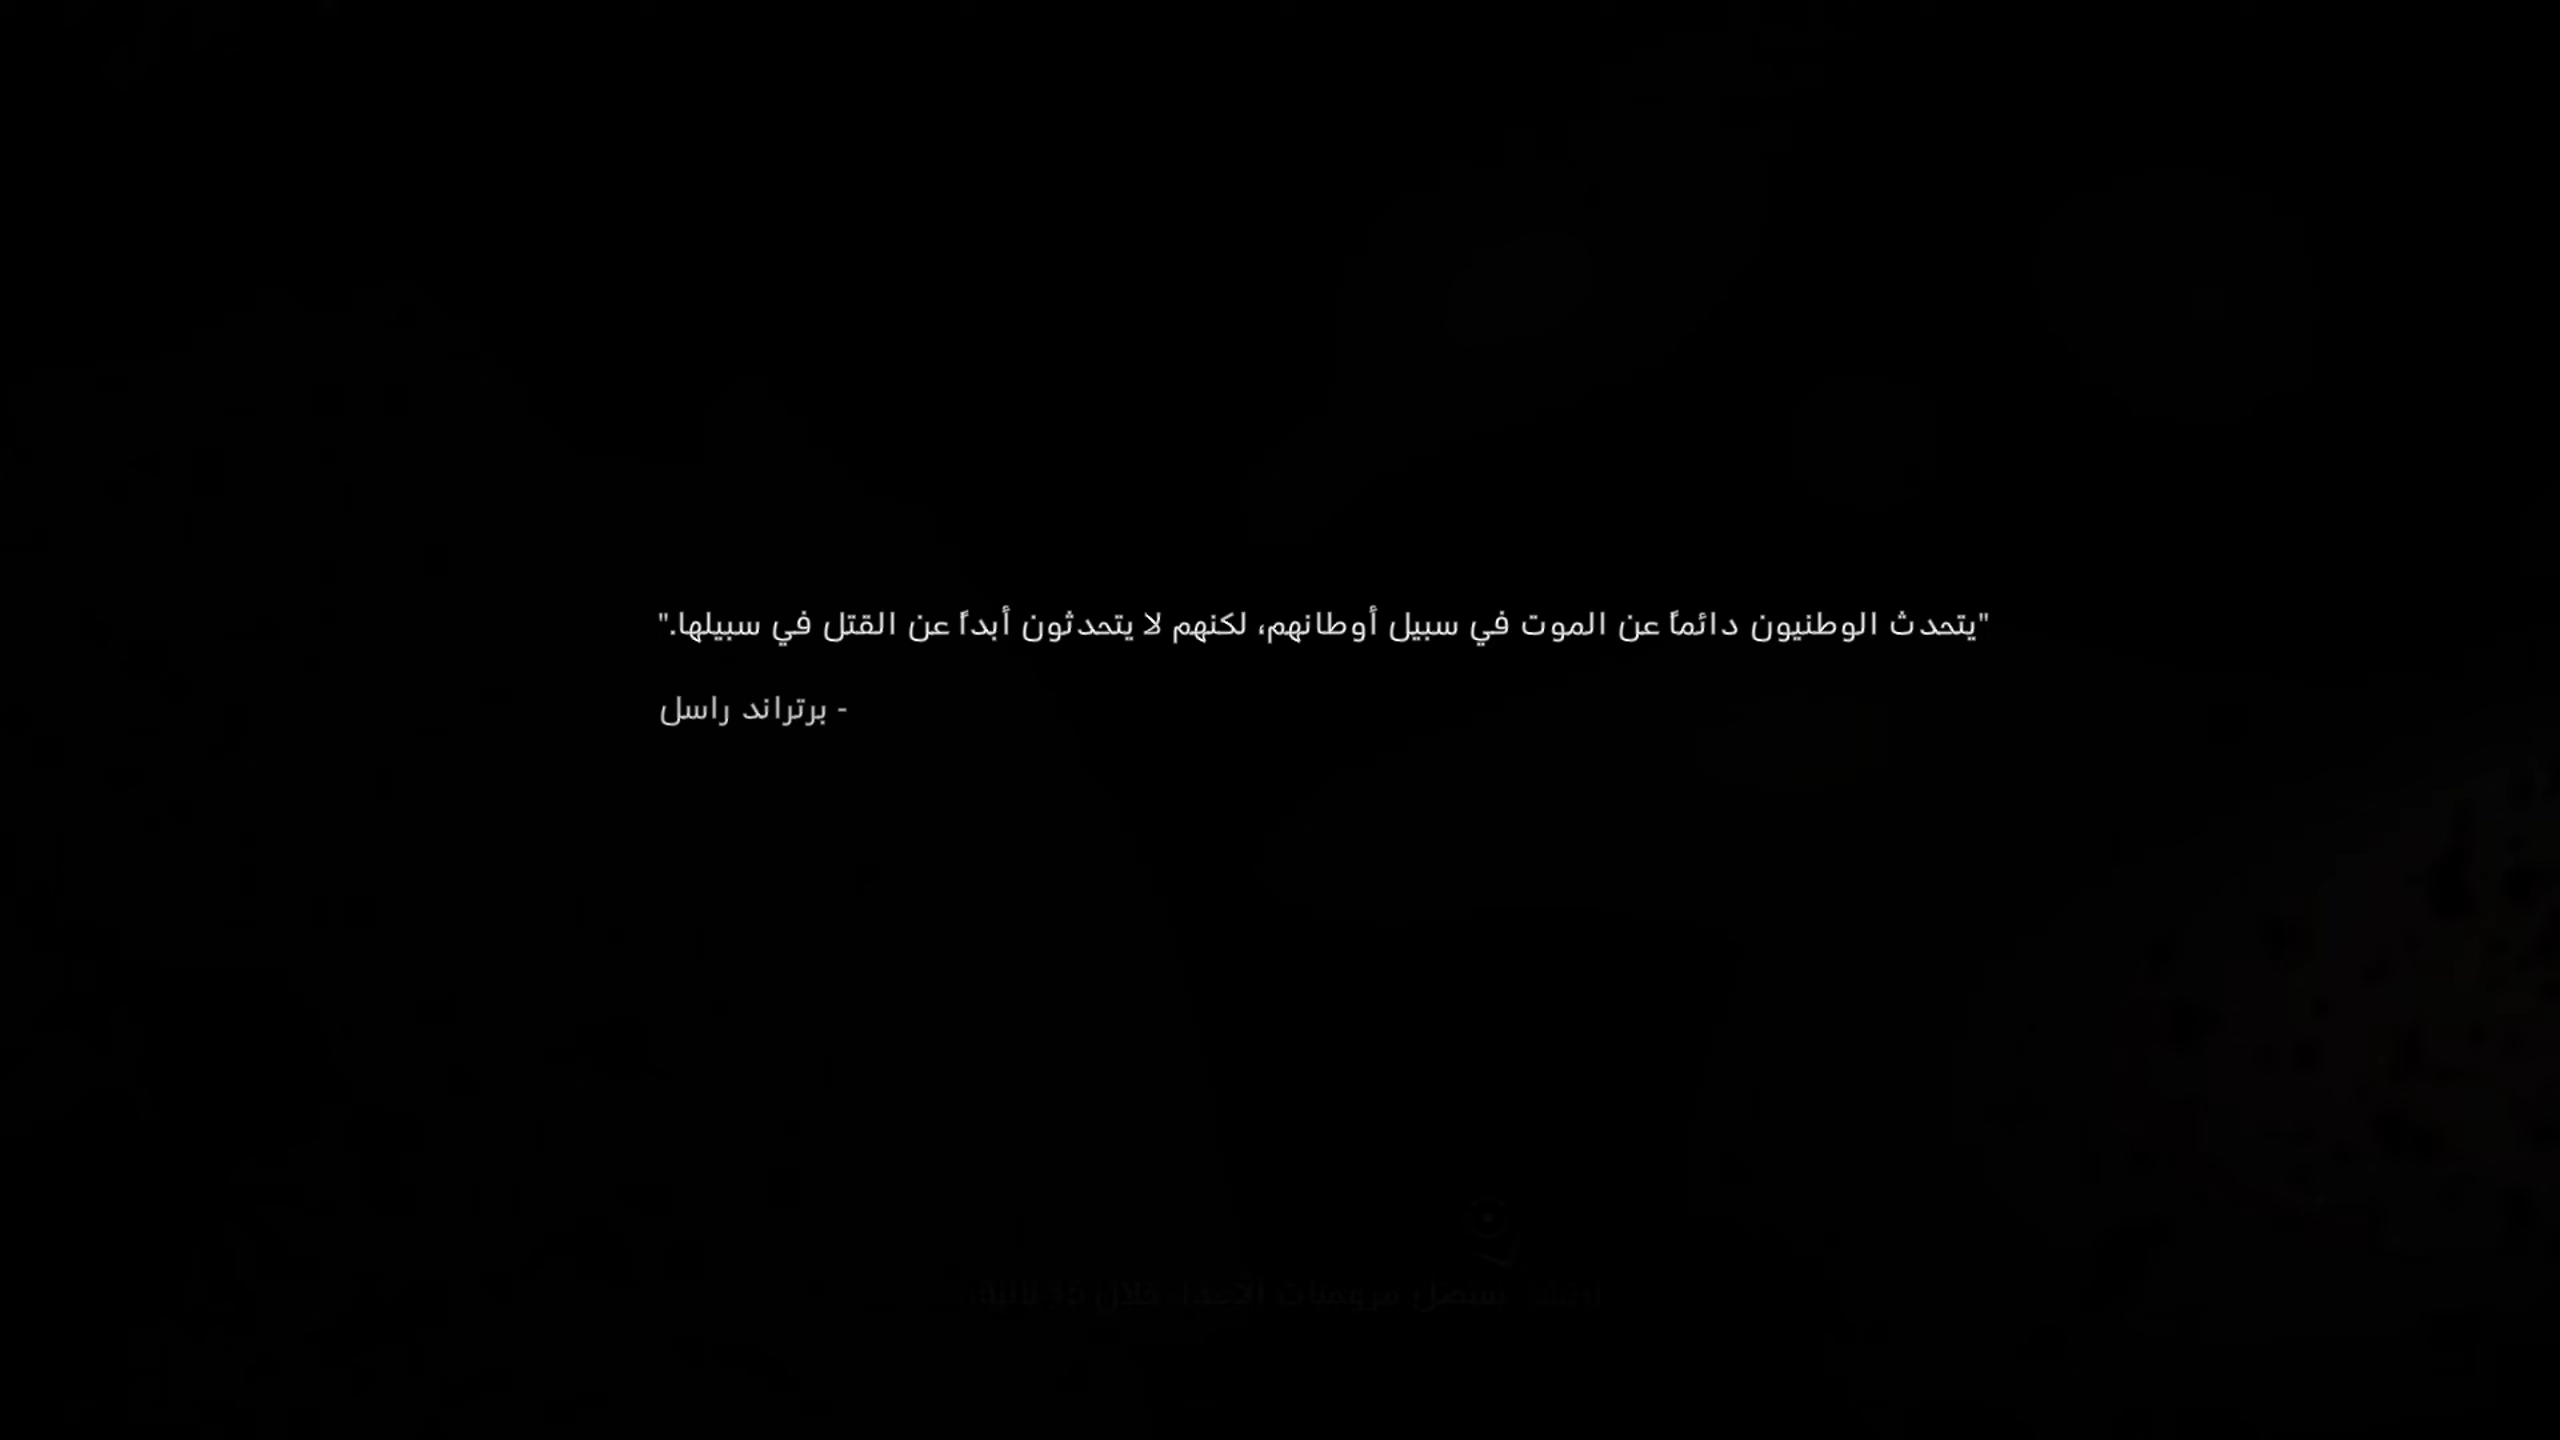 "يتحدث الوطنيون دائماً عن الموت في سبيل أوطانهم، لكنهم لا يتحدثون أبداً عن القتل في سبيلها."
- برتراند راسل